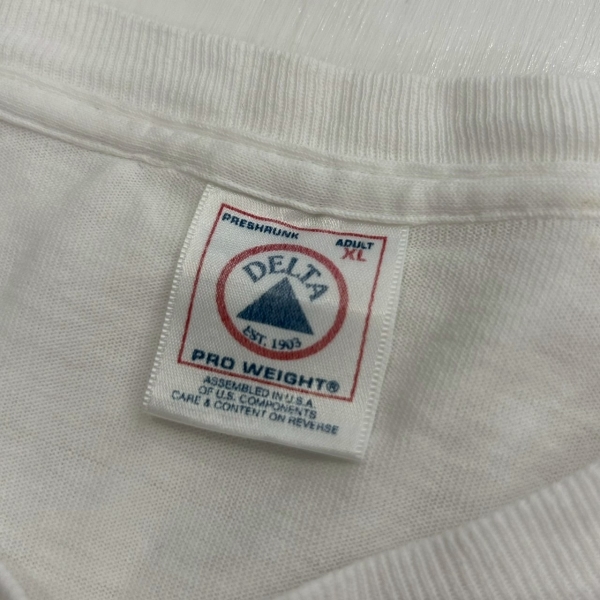 PRESHRUNK
ADULT
XL
DELTA
EST. 1903
PRO WEIGHT®
ASSEMBLED IN U.S.A.
OF U.S. COMPONENTS
CARE & CONTENT ON REVERSE